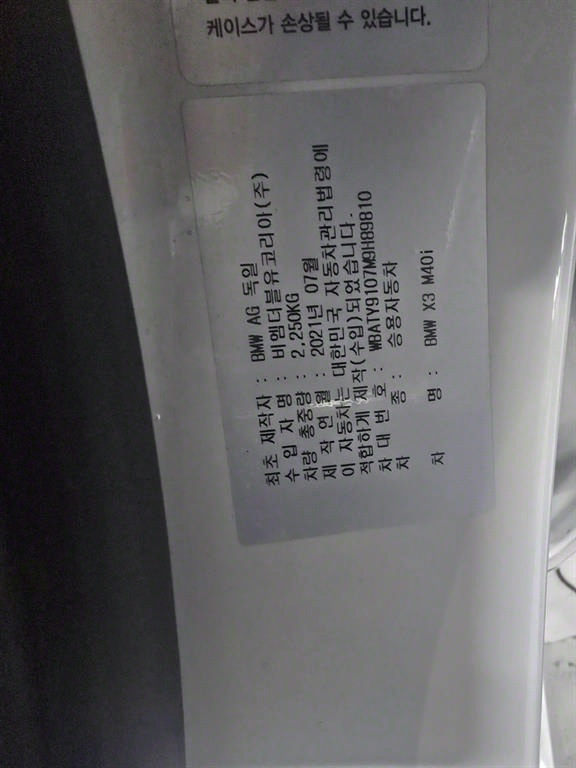 케이스가 손상될 수 있습니다.
최초 제작자 : BMW AG 독일
수 입 자 명 : 비엠더블유코리아(주)
차량 총중량 : 2,250KG
제 작 연 월 : 2021년 07월
이 자동차는 대한민국 자동차관리법령에
적합하게 제작(수입)되었습니다.
차 대 번 호 : WBATY9107M9H89810
차 종 : 승용자동차
차 명 : BMW X3 M40i